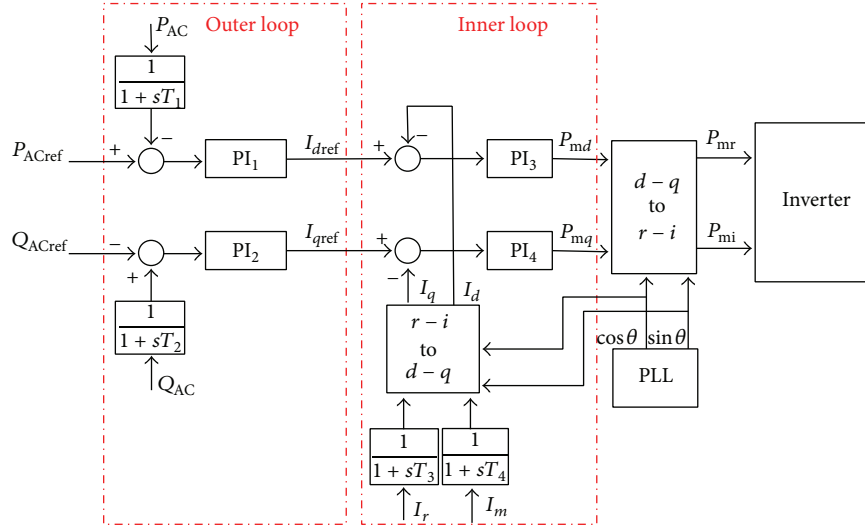 P_AC
Outer loop
Inner loop
1
1 + sT_1
P_ACref
+
−
PI_1
I_dref
+
−
PI_3
P_md
d − q
to
r − i
P_mr
Inverter
Q_ACref
−
+
PI_2
I_qref
+
−
PI_4
P_mq
P_mi
I_q
I_d
1
1 + sT_2
Q_AC
r − i
to
d − q
cos θ
sin θ
PLL
1
1 + sT_3
1
1 + sT_4
I_r
I_m